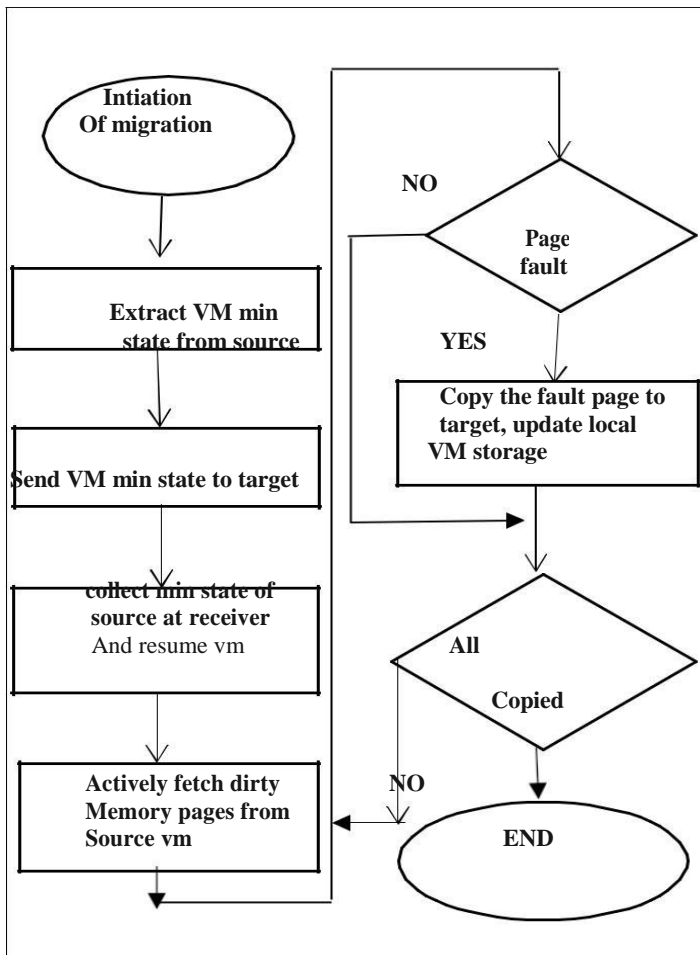 Intiation
Of migration
Extract VM min
state from source
Send VM min state to target
collect min state of
source at receiver
And resume vm
Actively fetch dirty
Memory pages from
Source vm
NO
Page
fault
YES
Copy the fault page to
target, update local
VM storage
All
Copied
NO
END